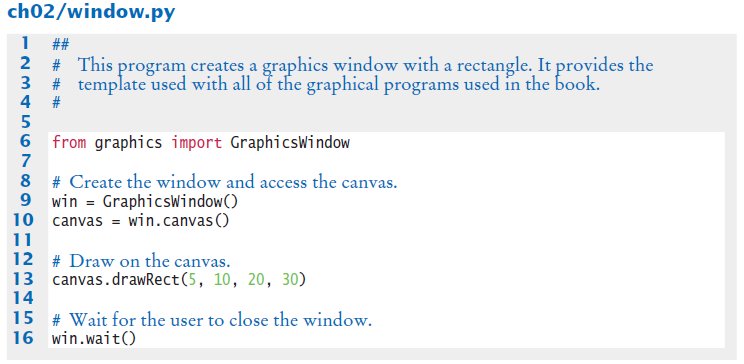 ch02/window.py
1 ##
2 # This program creates a graphics window with a rectangle. It provides the
3 # template used with all of the graphical programs used in the book.
4 #
5
6 from graphics import GraphicsWindow
7
8 # Create the window and access the canvas.
9 win = GraphicsWindow()
10 canvas = win.canvas()
11
12 # Draw on the canvas.
13 canvas.drawRect(5, 10, 20, 30)
14
15 # Wait for the user to close the window.
16 win.wait()